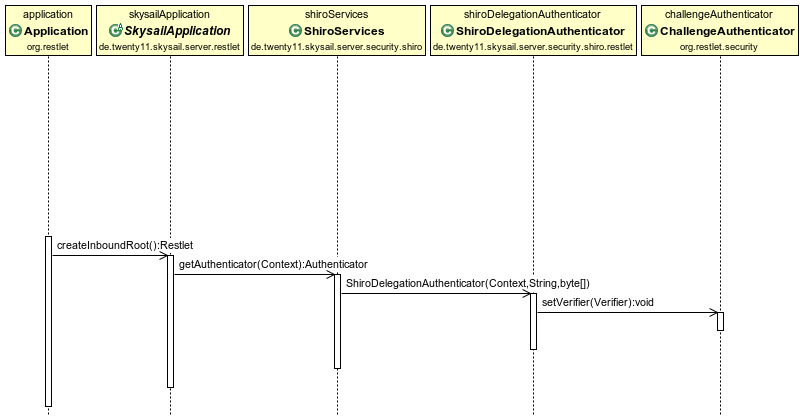 application
C Application
org.restlet
skysailApplication
C A SkysailApplication
de.twenty11.skysail.server.restlet
shiroServices
C ShiroServices
de.twenty11.skysail.server.security.shiro
shiroDelegationAuthenticator
C ShiroDelegationAuthenticator
de.twenty11.skysail.server.security.shiro.restlet
challengeAuthenticator
C ChallengeAuthenticator
org.restlet.security
createInboundRoot():Restlet
getAuthenticator(Context):Authenticator
ShiroDelegationAuthenticator(Context,String,byte[])
setVerifier(Verifier):void